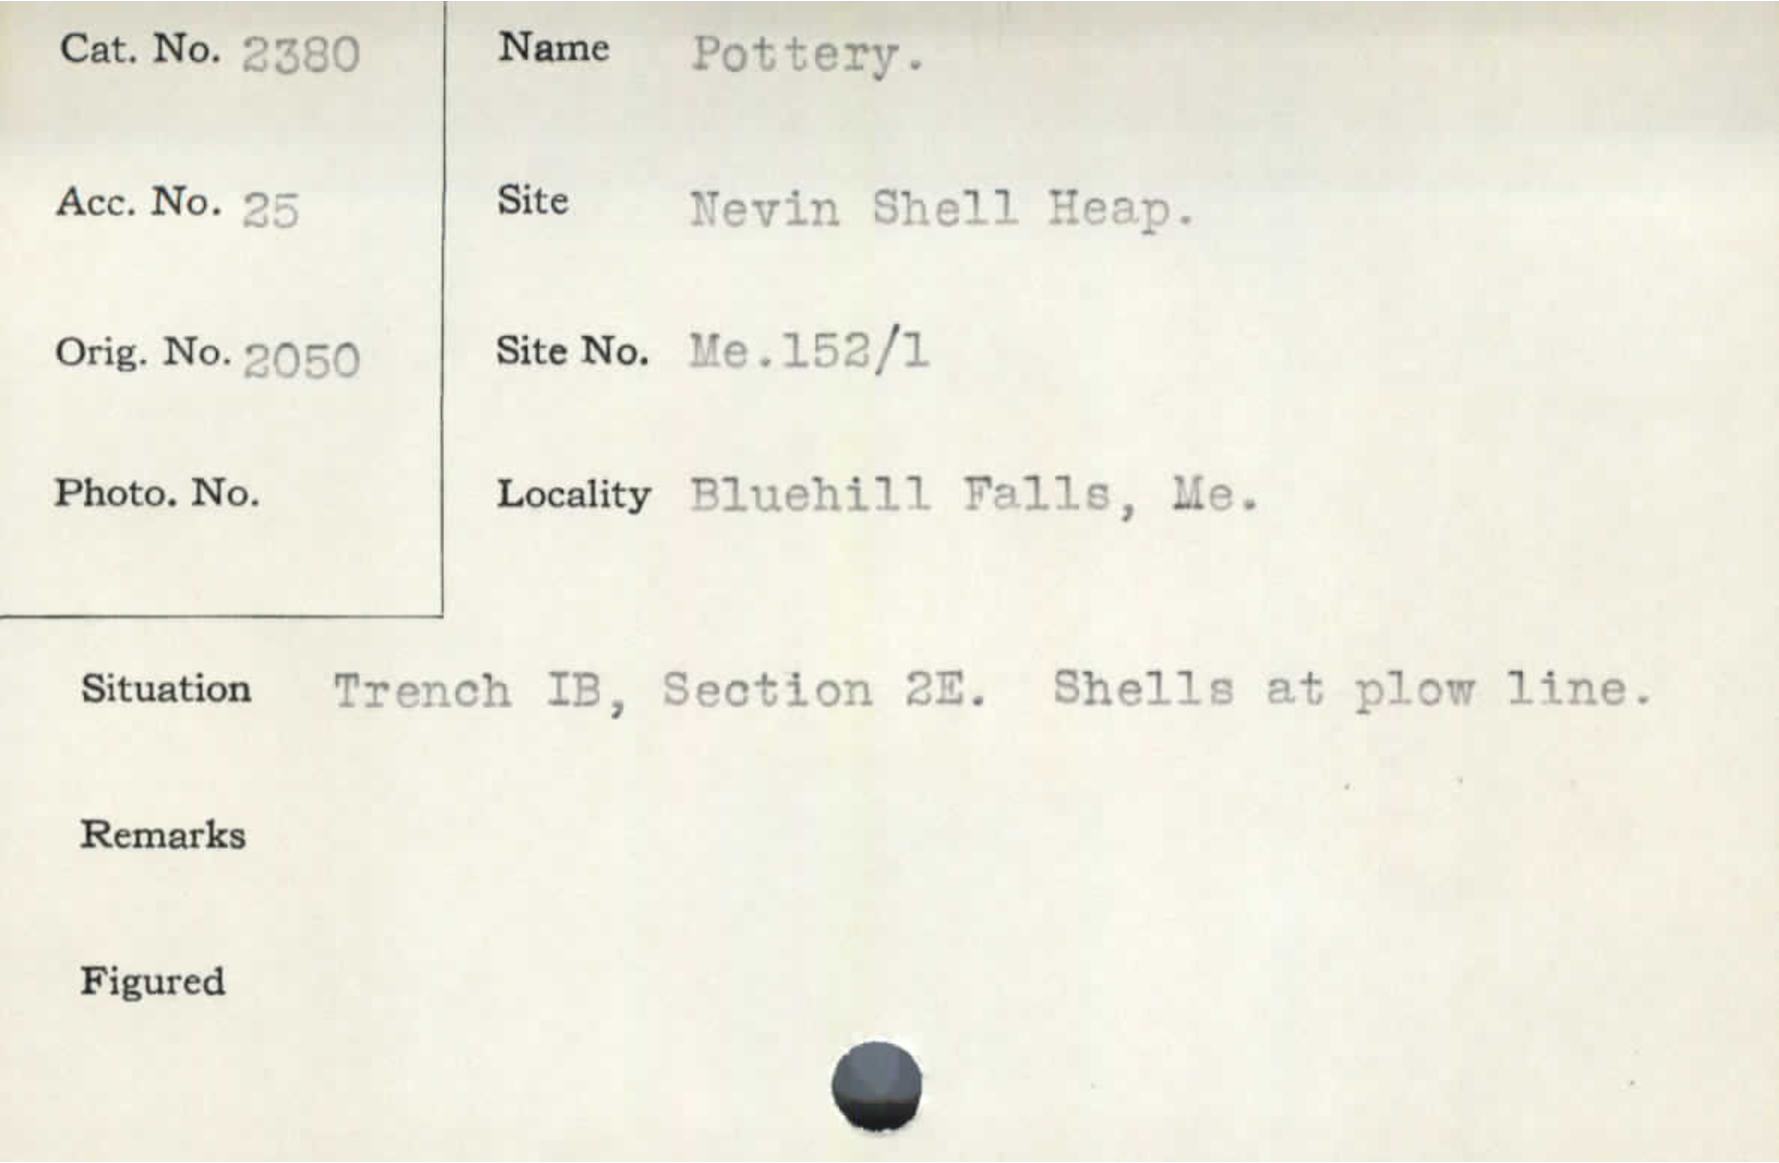 Cat. No. 2380
Name Pottery.
Acc. No. 25
Site Nevin Shell Heap.
Orig. No. 2050
Site No. Me.152/1
Photo. No.
Locality Bluehill Falls, Me.
Situation Trench IB, Section 2E. Shells at plow line.
Remarks
Figured